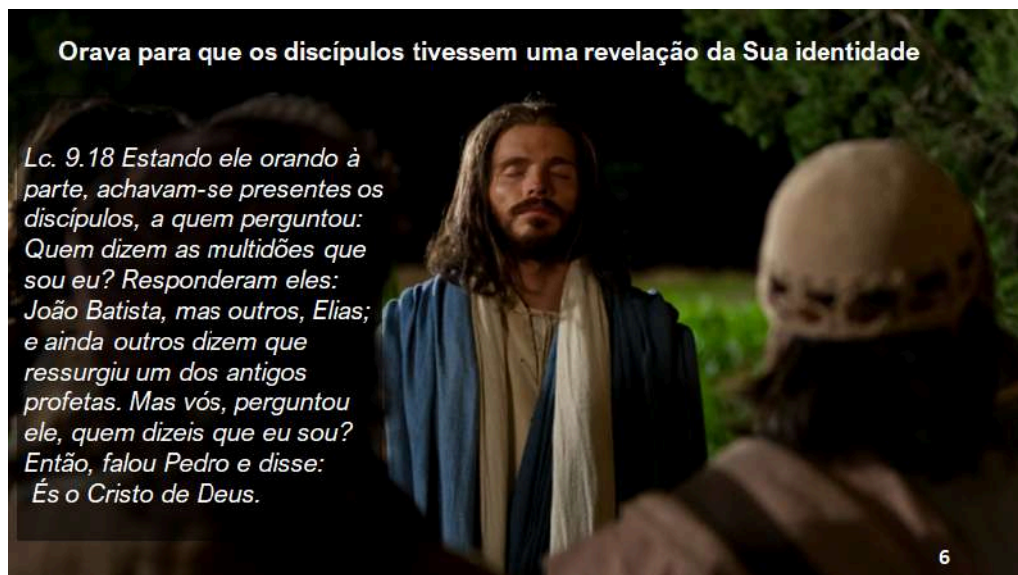 Orava para que os discípulos tivessem uma revelação da Sua identidade
Lc. 9.18 Estando ele orando à
parte, achavam-se presentes os
discípulos, a quem perguntou:
Quem dizem as multidões que
sou eu? Responderam eles:
João Batista, mas outros, Elias;
e ainda outros dizem que
ressurgiu um dos antigos
profetas. Mas vós, perguntou
ele, quem dizeis que eu sou?
Então, falou Pedro e disse:
És o Cristo de Deus.
6